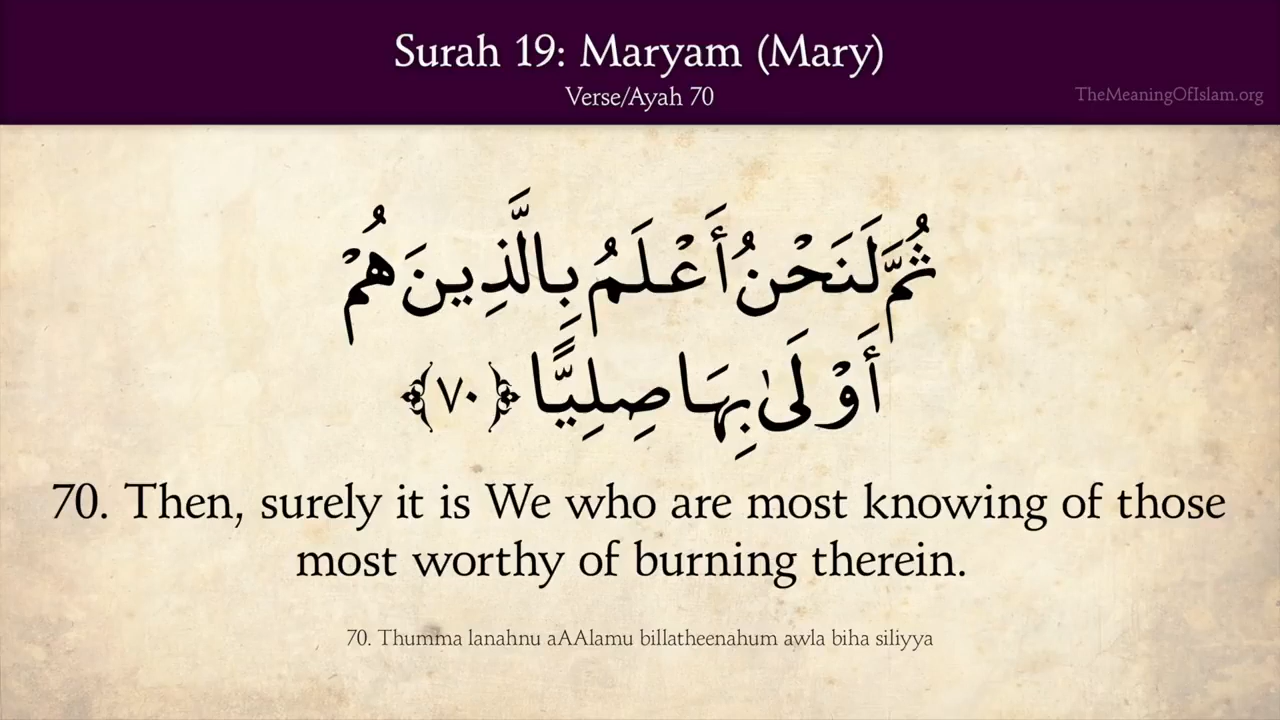 Surah 19: Maryam (Mary)
Verse/Ayah 70
TheMeaningOfIslam.org
ثُمَّ لَنَحْنُ أَعْلَمُ بِالَّذِينَ هُمْ
أَوْلَىٰ بِهَا صِلِيًّا ﴿٧٠﴾
70. Then, surely it is We who are most knowing of those
most worthy of burning therein.
70. Thumma lanahnu aAAlamu billatheenahum awla biha siliyya